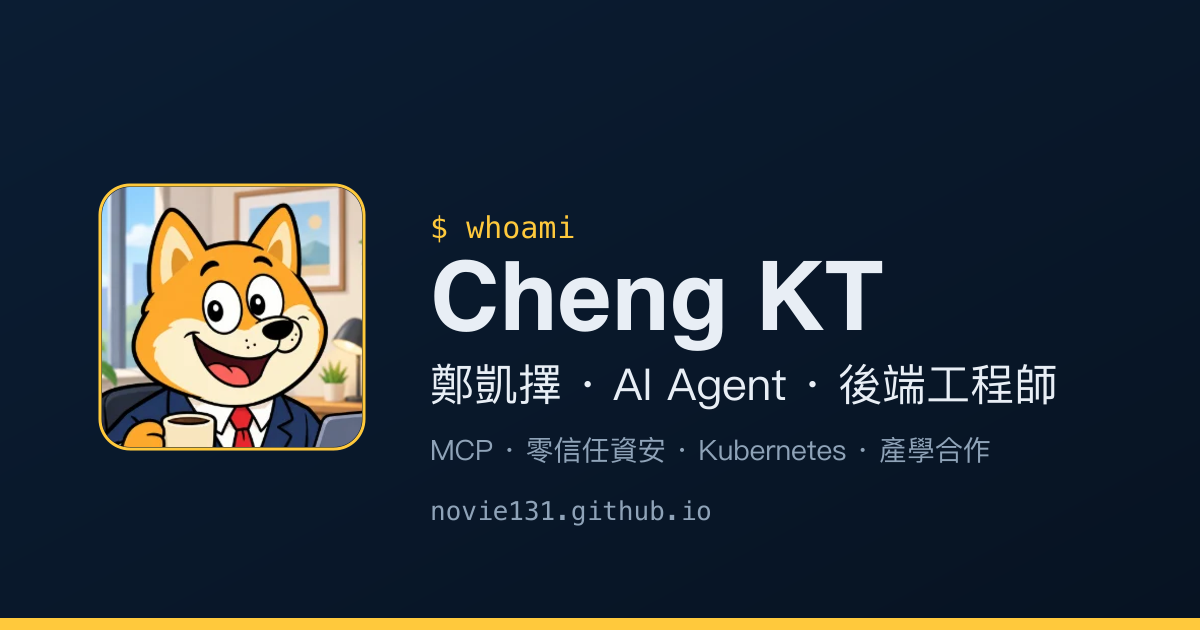 $ whoami
Cheng KT
鄭凱擇 · AI Agent · 後端工程師
MCP · 零信任資安 · Kubernetes · 產學合作
novie131.github.io